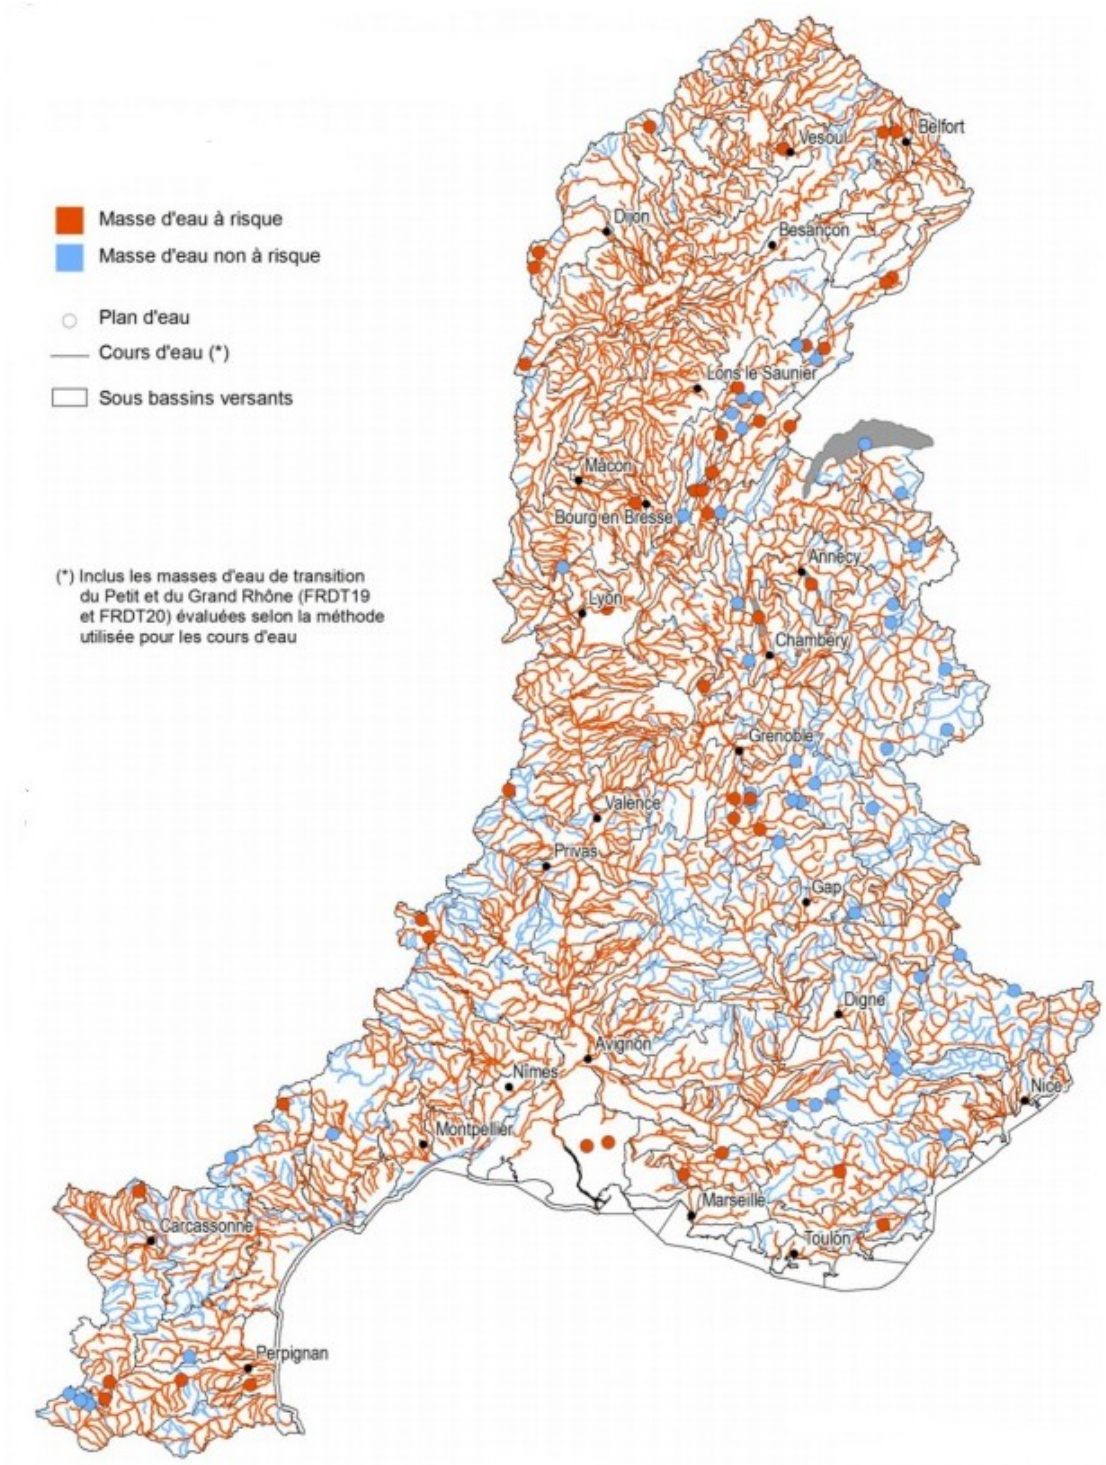 Belfort
Vesoul
Dijon
Besançon
Masse d'eau à risque
Masse d'eau non à risque
Plan d'eau
Cours d'eau (*)
Sous bassins versants
Lons le Saunier
Mâcon
Bourg en Bresse
Annecy
(*) Inclus les masses d'eau de transition
du Petit et du Grand Rhône (FRDT19
et FRDT20) évaluées selon la méthode
utilisée pour les cours d'eau
Lyon
Chambéry
Grenoble
Valence
Privas
Gap
Digne
Avignon
Nîmes
Nice
Montpellier
Marseille
Carcassonne
Toulon
Perpignan